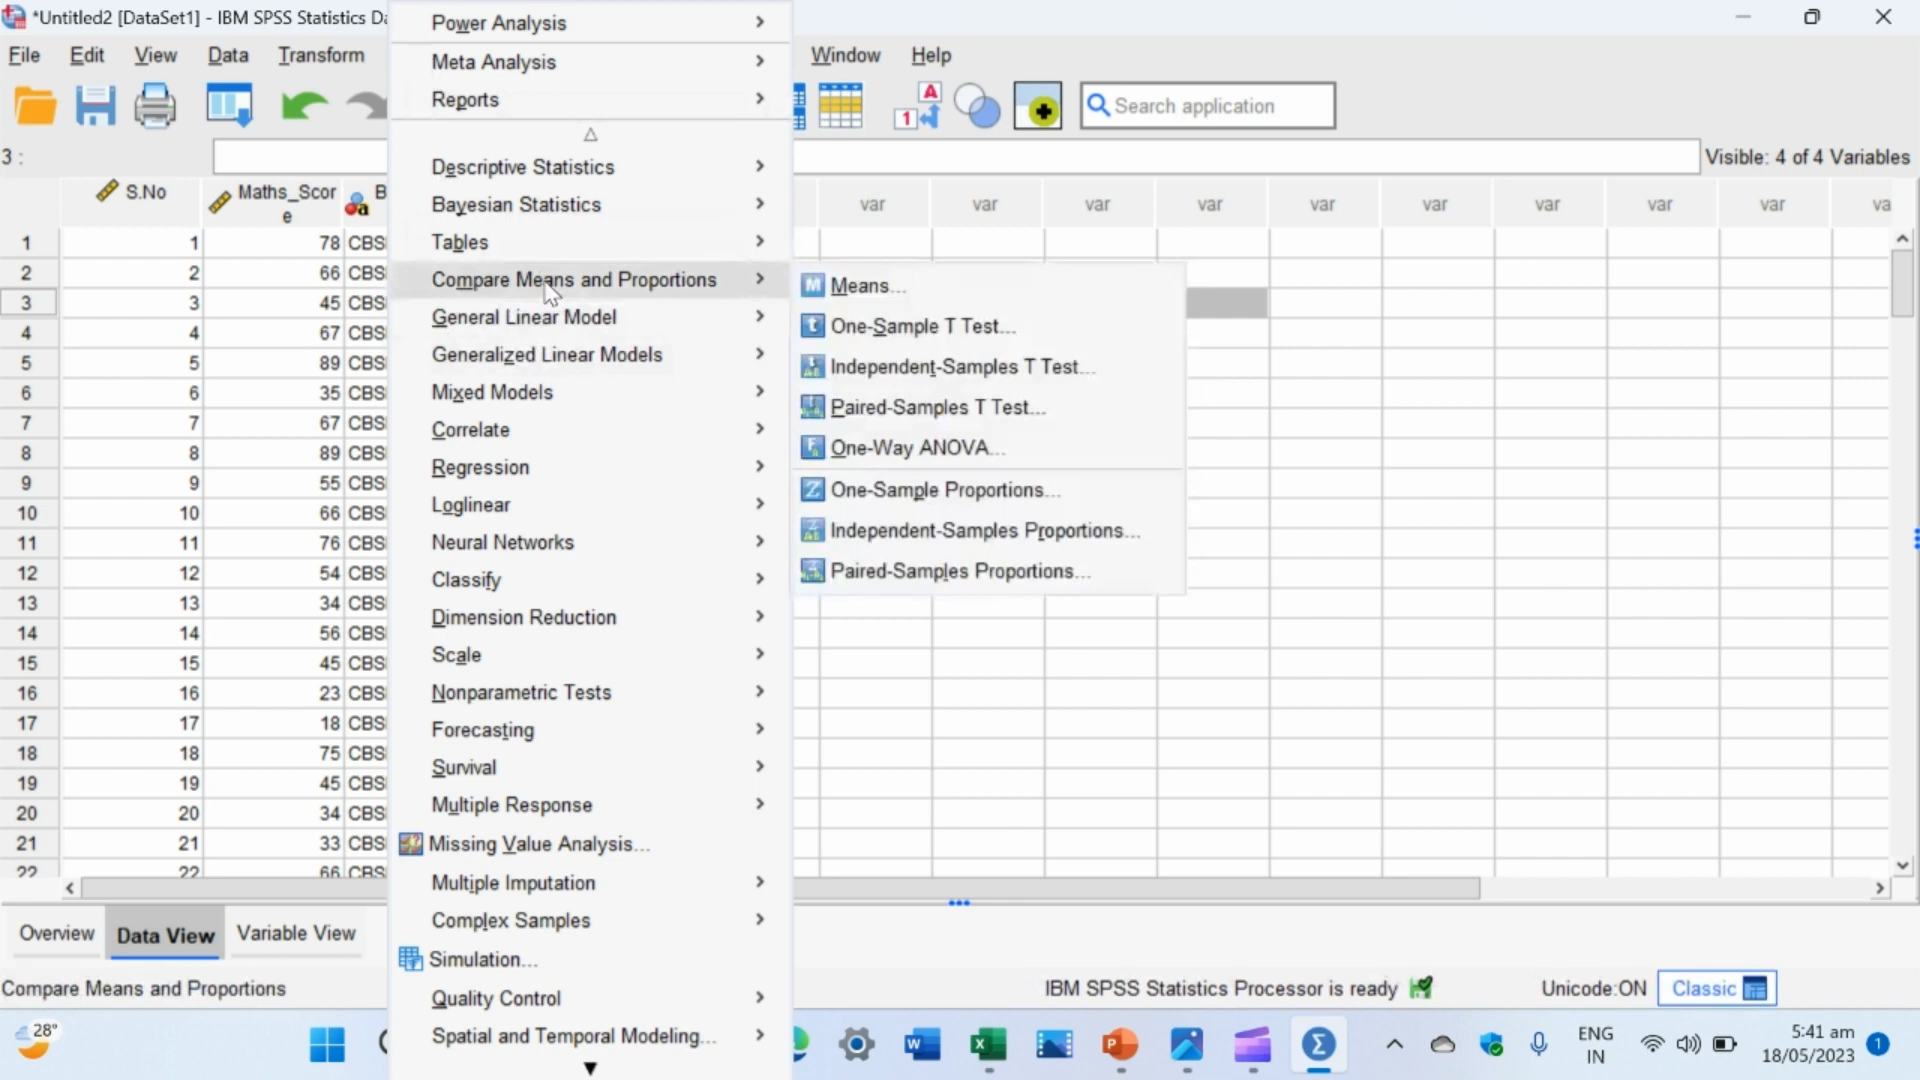 *Untitled2 [DataSet1] - IBM SPSS Statistics Da
File Edit View Data Transform Window Help
Search application
3 :
Visible: 4 of 4 Variables
S.No Maths_Scor
e B var var var var var var var var var va
1 1 78 CBS
2 2 66 CBS
3 3 45 CBS
4 4 67 CBS
5 5 89 CBS
6 6 35 CBS
7 7 67 CBS
8 8 89 CBS
9 9 55 CBS
10 10 66 CBS
11 11 76 CBS
12 12 54 CBS
13 13 34 CBS
14 14 56 CBS
15 15 45 CBS
16 16 23 CBS
17 17 18 CBS
18 18 75 CBS
19 19 45 CBS
20 20 34 CBS
21 21 33 CBS
22 22 66 CBS
Power Analysis
Meta Analysis
Reports
Descriptive Statistics
Bayesian Statistics
Tables
Compare Means and Proportions
General Linear Model
Generalized Linear Models
Mixed Models
Correlate
Regression
Loglinear
Neural Networks
Classify
Dimension Reduction
Scale
Nonparametric Tests
Forecasting
Survival
Multiple Response
Missing Value Analysis...
Multiple Imputation
Complex Samples
Simulation...
Quality Control
Spatial and Temporal Modeling...
Means...
One-Sample T Test...
Independent-Samples T Test...
Paired-Samples T Test...
One-Way ANOVA...
One-Sample Proportions...
Independent-Samples Proportions...
Paired-Samples Proportions...
Overview Data View Variable View
Compare Means and Proportions
IBM SPSS Statistics Processor is ready
Unicode:ON
Classic
28°
ENG
IN
5:41 am
18/05/2023
1